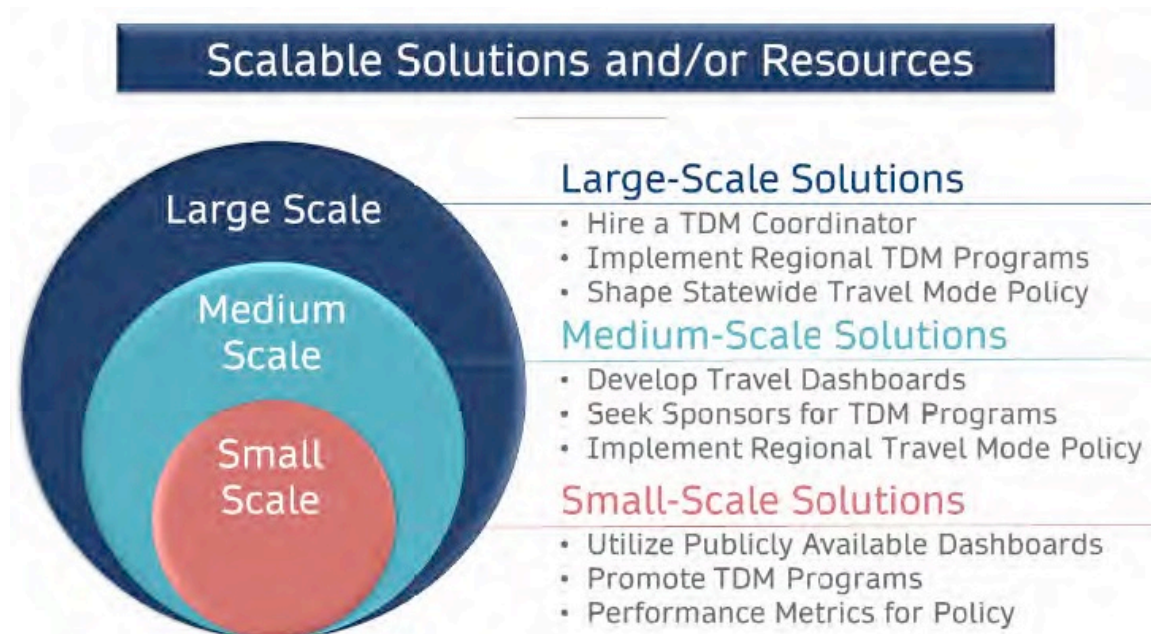 Scalable Solutions and/or Resources
Large Scale
Medium
Scale
Small
Scale
Large-Scale Solutions
• Hire a TDM Coordinator
• Implement Regional TDM Programs
• Shape Statewide Travel Mode Policy
Medium-Scale Solutions
• Develop Travel Dashboards
• Seek Sponsors for TDM Programs
• Implement Regional Travel Mode Policy
Small-Scale Solutions
• Utilize Publicly Available Dashboards
• Promote TDM Programs
• Performance Metrics for Policy